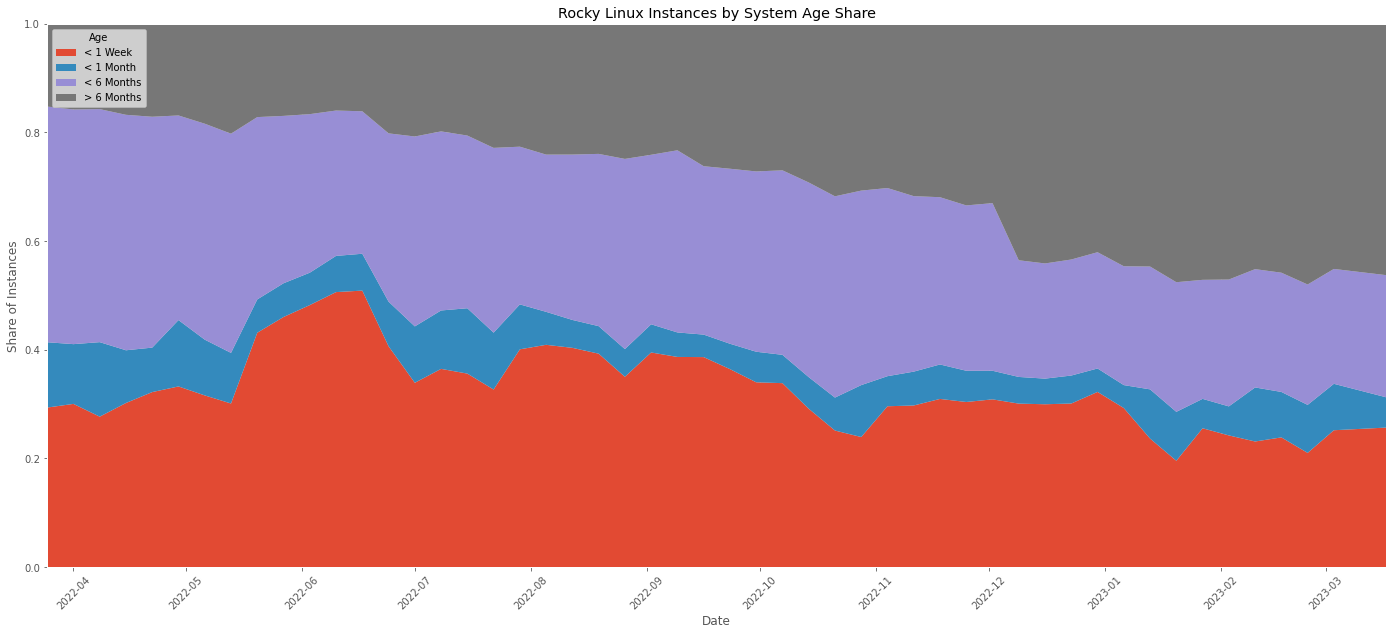 Rocky Linux Instances by System Age Share
1.0
0.8
0.6
0.4
0.2
0.0
Share of Instances
Age
< 1 Week
< 1 Month
< 6 Months
> 6 Months
2022-04
2022-05
2022-06
2022-07
2022-08
2022-09
2022-10
2022-11
2022-12
2023-01
2023-02
2023-03
Date